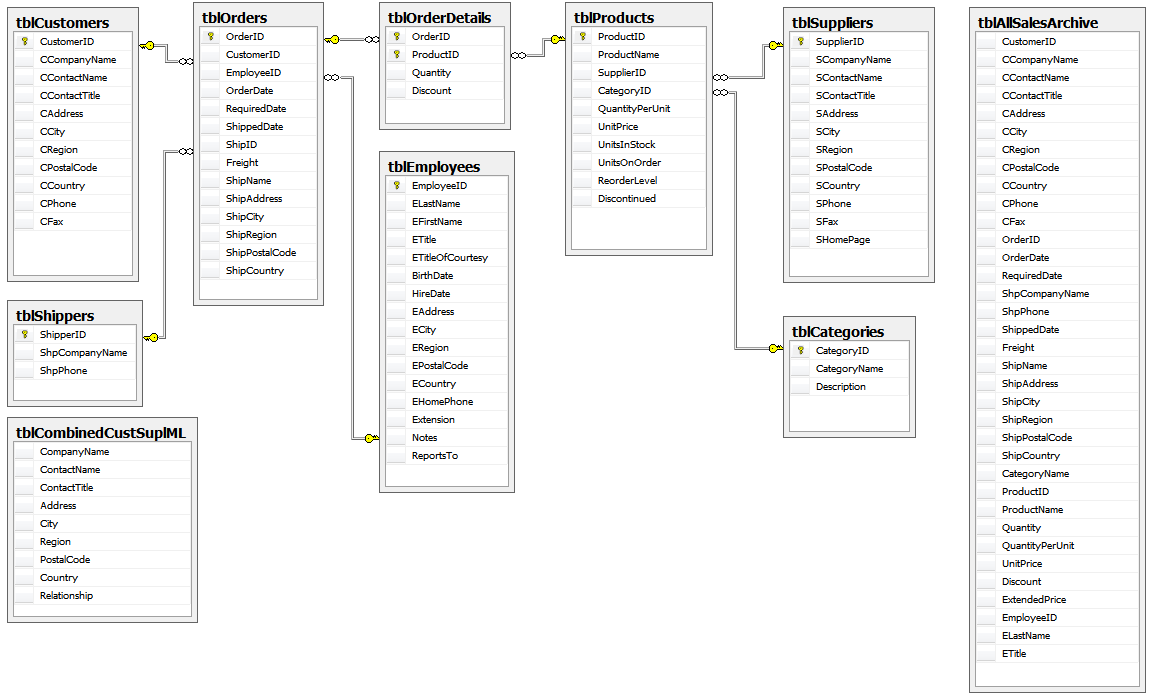 tblCustomers
CustomerID
CCompanyName
CContactName
CContactTitle
CAddress
CCity
CRegion
CPostalCode
CCountry
CPhone
CFax
tblShippers
ShipperID
ShpCompanyName
ShpPhone
tblCombinedCustSuplML
CompanyName
ContactName
ContactTitle
Address
City
Region
PostalCode
Country
Relationship
tblOrders
OrderID
CustomerID
EmployeeID
OrderDate
RequiredDate
ShippedDate
ShipID
Freight
ShipName
ShipAddress
ShipCity
ShipRegion
ShipPostalCode
ShipCountry
tblOrderDetails
OrderID
ProductID
Quantity
Discount
tblEmployees
EmployeeID
ELastName
EFirstName
ETitle
ETitleOfCourtesy
BirthDate
HireDate
EAddress
ECity
ERegion
EPostalCode
ECountry
EHomePhone
Extension
Notes
ReportsTo
tblProducts
ProductID
ProductName
SupplierID
CategoryID
QuantityPerUnit
UnitPrice
UnitsInStock
UnitsOnOrder
ReorderLevel
Discontinued
tblSuppliers
SupplierID
SCompanyName
SContactName
SContactTitle
SAddress
SCity
SRegion
SPostalCode
SCountry
SPhone
SFax
SHomePage
tblCategories
CategoryID
CategoryName
Description
tblAllSalesArchive
CustomerID
CCompanyName
CContactName
CContactTitle
CAddress
CCity
CRegion
CPostalCode
CCountry
CPhone
CFax
OrderID
OrderDate
RequiredDate
ShpCompanyName
ShpPhone
ShippedDate
Freight
ShipName
ShipAddress
ShipCity
ShipRegion
ShipPostalCode
ShipCountry
CategoryName
ProductID
ProductName
Quantity
QuantityPerUnit
UnitPrice
Discount
ExtendedPrice
EmployeeID
ELastName
ETitle